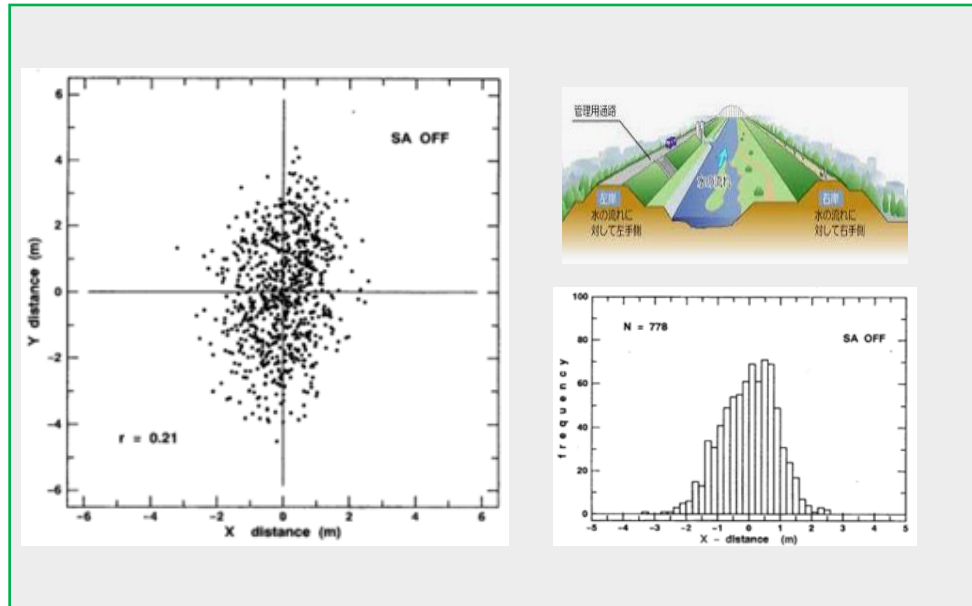 SA OFF
Y distance (m)
6
4
2
0
-2
-4
-6
r = 0.21
-6 -4 -2 0 2 4 6
X distance (m)
管理用通路
水の流れ
左岸
水の流れに
対して左手側
右岸
水の流れに
対して右手側
100
80
60
40
20
0
frequency
N = 778
SA OFF
-5 -4 -3 -2 -1 0 1 2 3 4 5
X - distance (m)